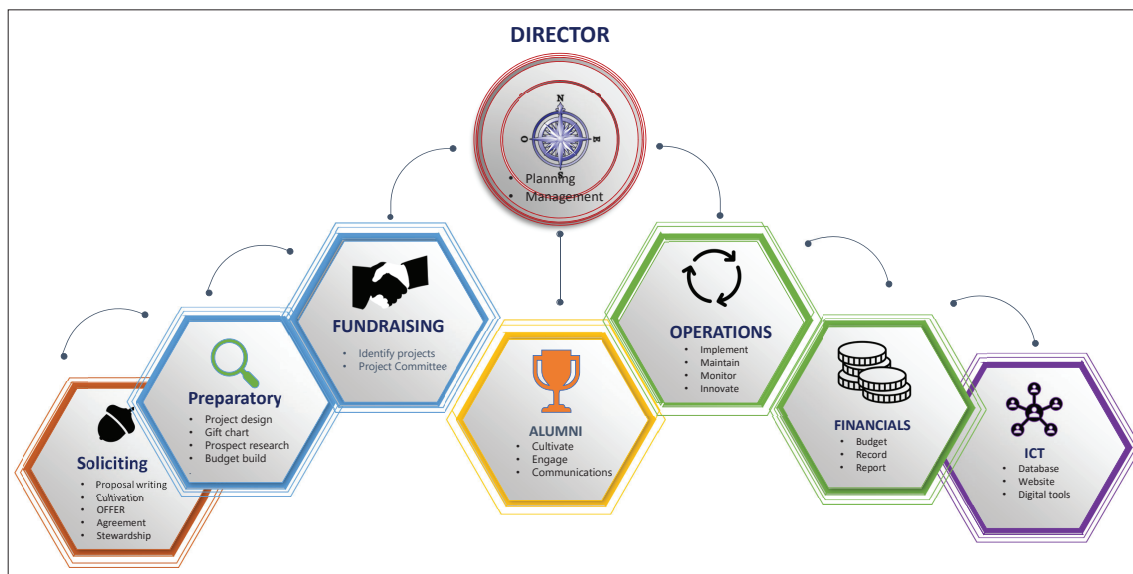 DIRECTOR
N
O
E
S
• Planning
• Management
FUNDRAISING
• Identify projects
• Project Committee
OPERATIONS
• Implement
• Maintain
• Monitor
• Innovate
Preparatory
• Project design
• Gift chart
• Prospect research
• Budget build
ALUMNI
• Cultivate
• Engage
• Communications
FINANCIALS
• Budget
• Record
• Report
Soliciting
• Proposal writing
• Cultivation
• OFFER
• Agreement
• Stewardship
ICT
• Database
• Website
• Digital tools